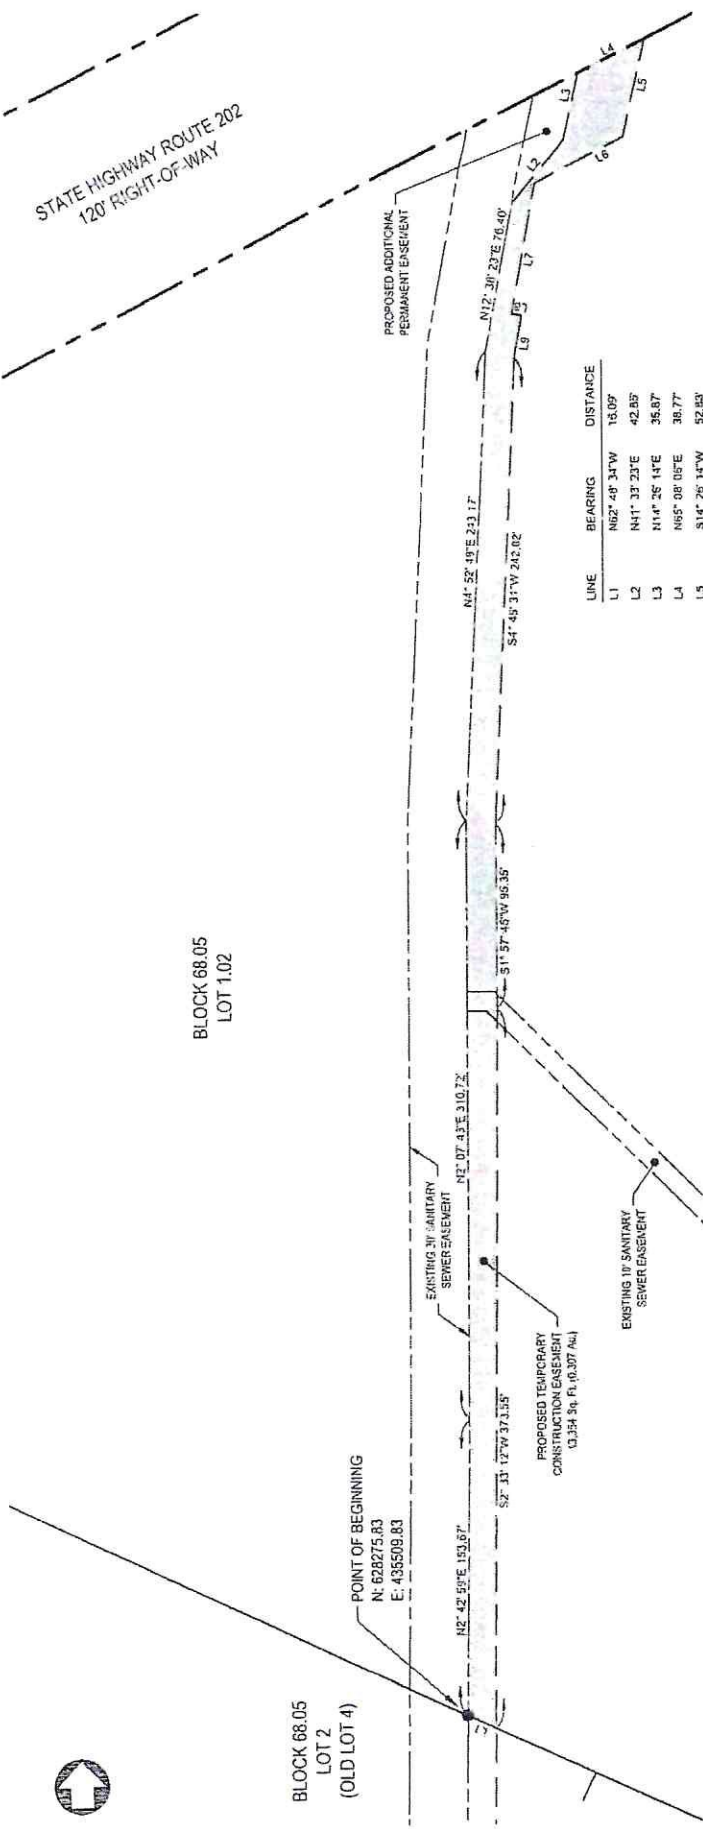 STATE HIGHWAY ROUTE 202
120' RIGHT-OF-WAY
PROPOSED ADDITIONAL
PERMANENT EASEMENT
L4
L3
L5
L2
L6
L7
N12° 38' 23"E 76.40'
L9
N4° 52' 49"E 243.17'
S4° 45' 31"W 242.02'
LINE BEARING DISTANCE
L1 N62° 48' 34"W 15.09'
L2 N41° 33' 23"E 42.85'
L3 N14° 26' 14"E 35.87'
L4 N65° 08' 06"E 38.77'
L5 S14° 26' 14"W 52.83'
BLOCK 68.05
LOT 1.02
S1° 57' 45"W 95.35'
N2° 07' 43"E 310.72'
EXISTING 30' SANITARY
SEWER EASEMENT
EXISTING 10' SANITARY
SEWER EASEMENT
PROPOSED TEMPORARY
CONSTRUCTION EASEMENT
13,354 Sq. Ft. (0.307 Ac.)
POINT OF BEGINNING
N: 628275.83
E: 435509.83
N2° 42' 59"E 153.67'
S2° 33' 12"W 373.55'
BLOCK 68.05
LOT 2
(OLD LOT 4)